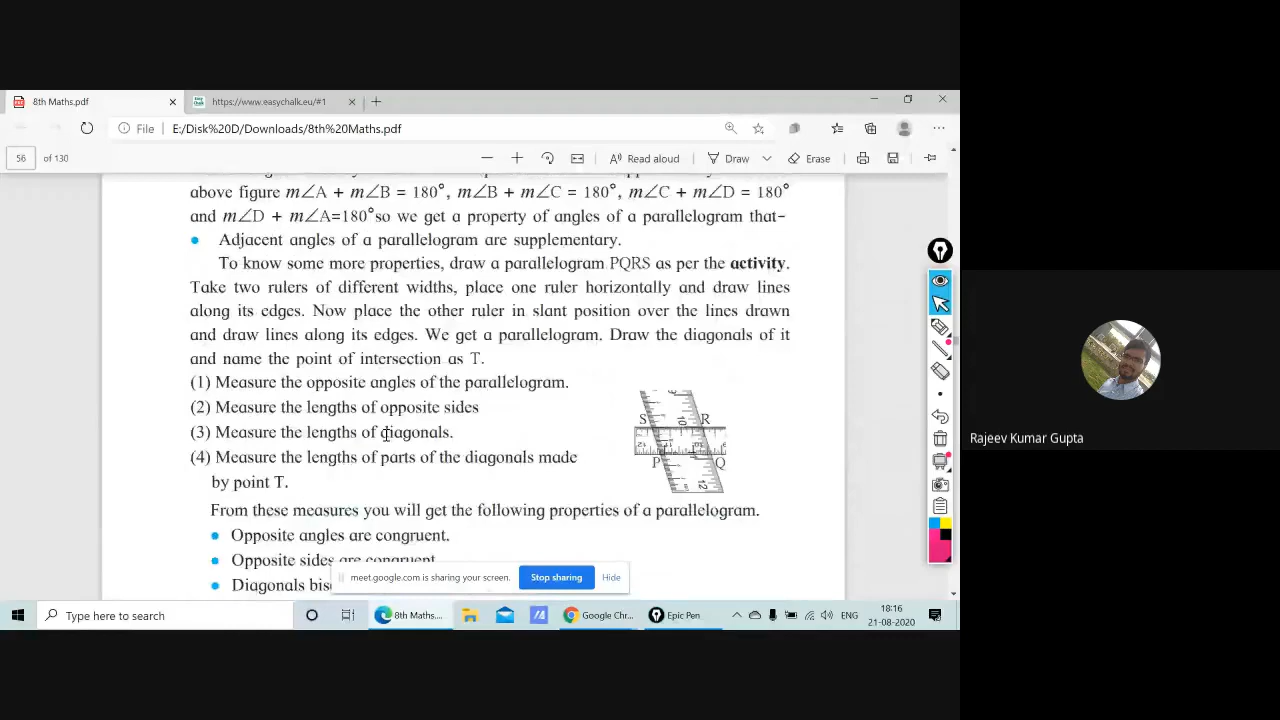 8th Maths.pdf
https://www.easychalk.eu/#1
File
E:/Disk%20D/Downloads/8th%20Maths.pdf
56 of 130
Read aloud
Draw
Erase
above figure m∠A + m∠B = 180°, m∠B + m∠C = 180°, m∠C + m∠D = 180°
and m∠D + m∠A=180°so we get a property of angles of a parallelogram that-
• Adjacent angles of a parallelogram are supplementary.
To know some more properties, draw a parallelogram PQRS as per the activity.
Take two rulers of different widths, place one ruler horizontally and draw lines
along its edges. Now place the other ruler in slant position over the lines drawn
and draw lines along its edges. We get a parallelogram. Draw the diagonals of it
and name the point of intersection as T.
(1) Measure the opposite angles of the parallelogram.
(2) Measure the lengths of opposite sides
(3) Measure the lengths of diagonals.
(4) Measure the lengths of parts of the diagonals made
by point T.
S R
P Q
From these measures you will get the following properties of a parallelogram.
• Opposite angles are congruent.
• Opposite sides are congruent
• Diagonals bis
meet.google.com is sharing your screen.
Stop sharing
Hide
Rajeev Kumar Gupta
Type here to search
8th Maths....
Google Chr...
Epic Pen
ENG
18:16
21-08-2020